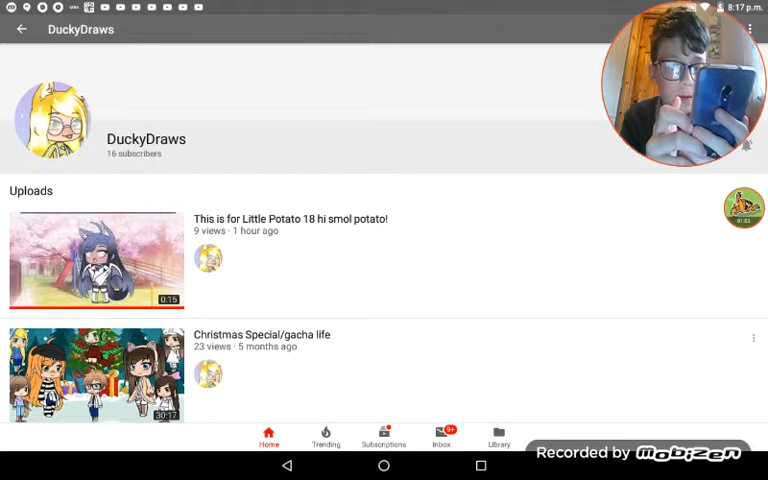 8:17 p.m.
DuckyDraws
DuckyDraws
16 subscribers
Uploads
This is for Little Potato 18 hi smol potato!
9 views · 1 hour ago
0:15
01:02
Christmas Special/gacha life
23 views · 5 months ago
30:17
Home
Trending
Subscriptions
9+
Inbox
Library
Recorded by mobizen